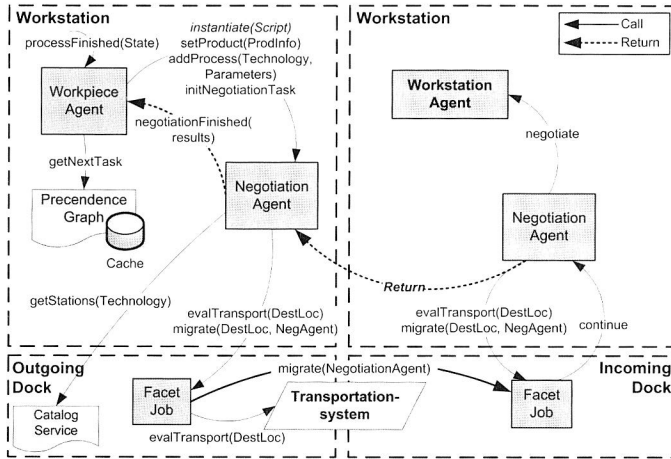 Workstation
processFinished(State)
instantiate(Script)
setProduct(ProdInfo)
addProcess(Technology,
Parameters)
initNegotiationTask
Workpiece
Agent
negotiationFinished(
results)
getNextTask
Precendence
Graph
Cache
Negotiation
Agent
getStations(Technology)
evalTransport(DestLoc)
migrate(DestLoc, NegAgent)
Workstation
Call
Return
Workstation
Agent
negotiate
Negotiation
Agent
Return
evalTransport(DestLoc)
migrate(DestLoc, NegAgent)
continue
Outgoing
Dock
Catalog
Service
Facet
Job
migrate(NegotiationAgent)
Transportation-
system
evalTransport(DestLoc)
Facet
Job
Incoming
Dock